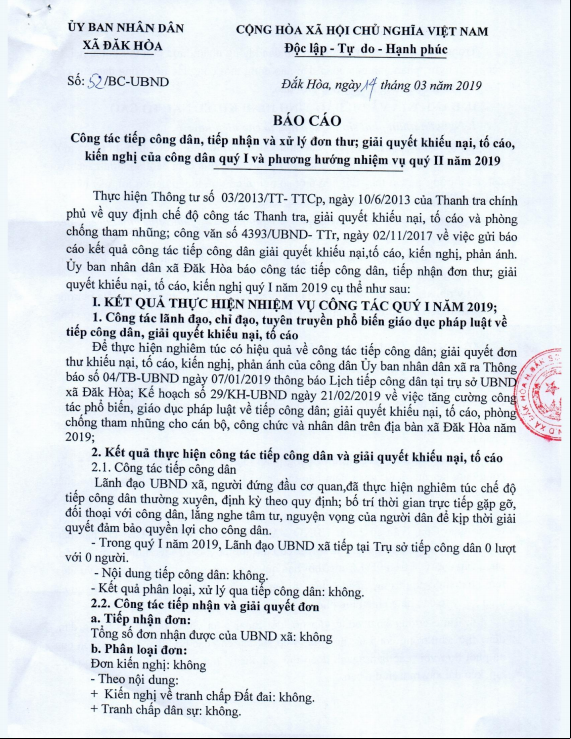 ỦY BAN NHÂN DÂN
XÃ ĐĂK HÒA
CỘNG HÒA XÃ HỘI CHỦ NGHĨA VIỆT NAM
Độc lập - Tự do - Hạnh phúc
Số: 52/BC-UBND
Đắk Hòa, ngày 14 tháng 03 năm 2019
BÁO CÁO
Công tác tiếp công dân, tiếp nhận và xử lý đơn thư; giải quyết khiếu nại, tố cáo,
kiến nghị của công dân quý I và phương hướng nhiệm vụ quý II năm 2019
Thực hiện Thông tư số 03/2013/TT- TTCp, ngày 10/6/2013 của Thanh tra chính
phủ về quy định chế độ công tác Thanh tra, giải quyết khiếu nại, tố cáo và phòng
chống tham nhũng; công văn số 4393/UBND- TTr, ngày 02/11/2017 về việc gửi báo
cáo kết quả công tác tiếp công dân giải quyết khiếu nại,tố cáo, kiến nghị, phản ánh.
Ủy ban nhân dân xã Đăk Hòa báo công tác tiếp công dân, tiếp nhận đơn thư; giải
quyết khiếu nại, tố cáo, kiến nghị quý I năm 2019 cụ thể như sau:
I. KẾT QUẢ THỰC HIỆN NHIỆM VỤ CÔNG TÁC QUÝ I NĂM 2019;
1. Công tác lãnh đạo, chỉ đạo, tuyên truyền phổ biến giáo dục pháp luật về
tiếp công dân, giải quyết khiếu nại, tố cáo
Để thực hiện nghiêm túc có hiệu quả về công tác tiếp công dân; giải quyết đơn
thư khiếu nại, tố cáo, kiến nghị, phản ánh của công dân Ủy ban nhân dân xã ra Thông
báo số 04/TB-UBND ngày 07/01/2019 thông báo Lịch tiếp công dân tại trụ sở UBND
xã Đăk Hòa; Kế hoạch số 29/KH-UBND ngày 21/02/2019 về việc tăng cường công
tác phổ biến, giáo dục pháp luật về tiếp công dân; giải quyết khiếu nại, tố cáo, phòng
chống tham nhũng cho cán bộ, công chức và nhân dân trên địa bàn xã Đăk Hòa năm
2019;
2. Kết quả thực hiện công tác tiếp công dân và giải quyết khiếu nại, tố cáo
2.1. Công tác tiếp công dân
Lãnh đạo UBND xã, người đứng đầu cơ quan,đã thực hiện nghiêm túc chế độ
tiếp công dân thường xuyên, định kỳ theo quy định; bố trí thời gian trực tiếp gặp gỡ,
đối thoại với công dân, lắng nghe tâm tư, nguyện vọng của người dân để kịp thời giải
quyết đảm bảo quyền lợi cho công dân.
- Trong quý I năm 2019, Lãnh đạo UBND xã tiếp tại Trụ sở tiếp công dân 0 lượt
với 0 người.
- Nội dung tiếp công dân: không.
- Kết quả phân loại, xử lý qua tiếp công dân: không.
2.2. Công tác tiếp nhận và giải quyết đơn
a. Tiếp nhận đơn:
Tổng số đơn nhận được của UBND xã: không
b. Phân loại đơn:
Đơn kiến nghị: không
- Theo nội dung:
+ Kiến nghị về tranh chấp Đất đai: không.
+ Tranh chấp dân sự: không.